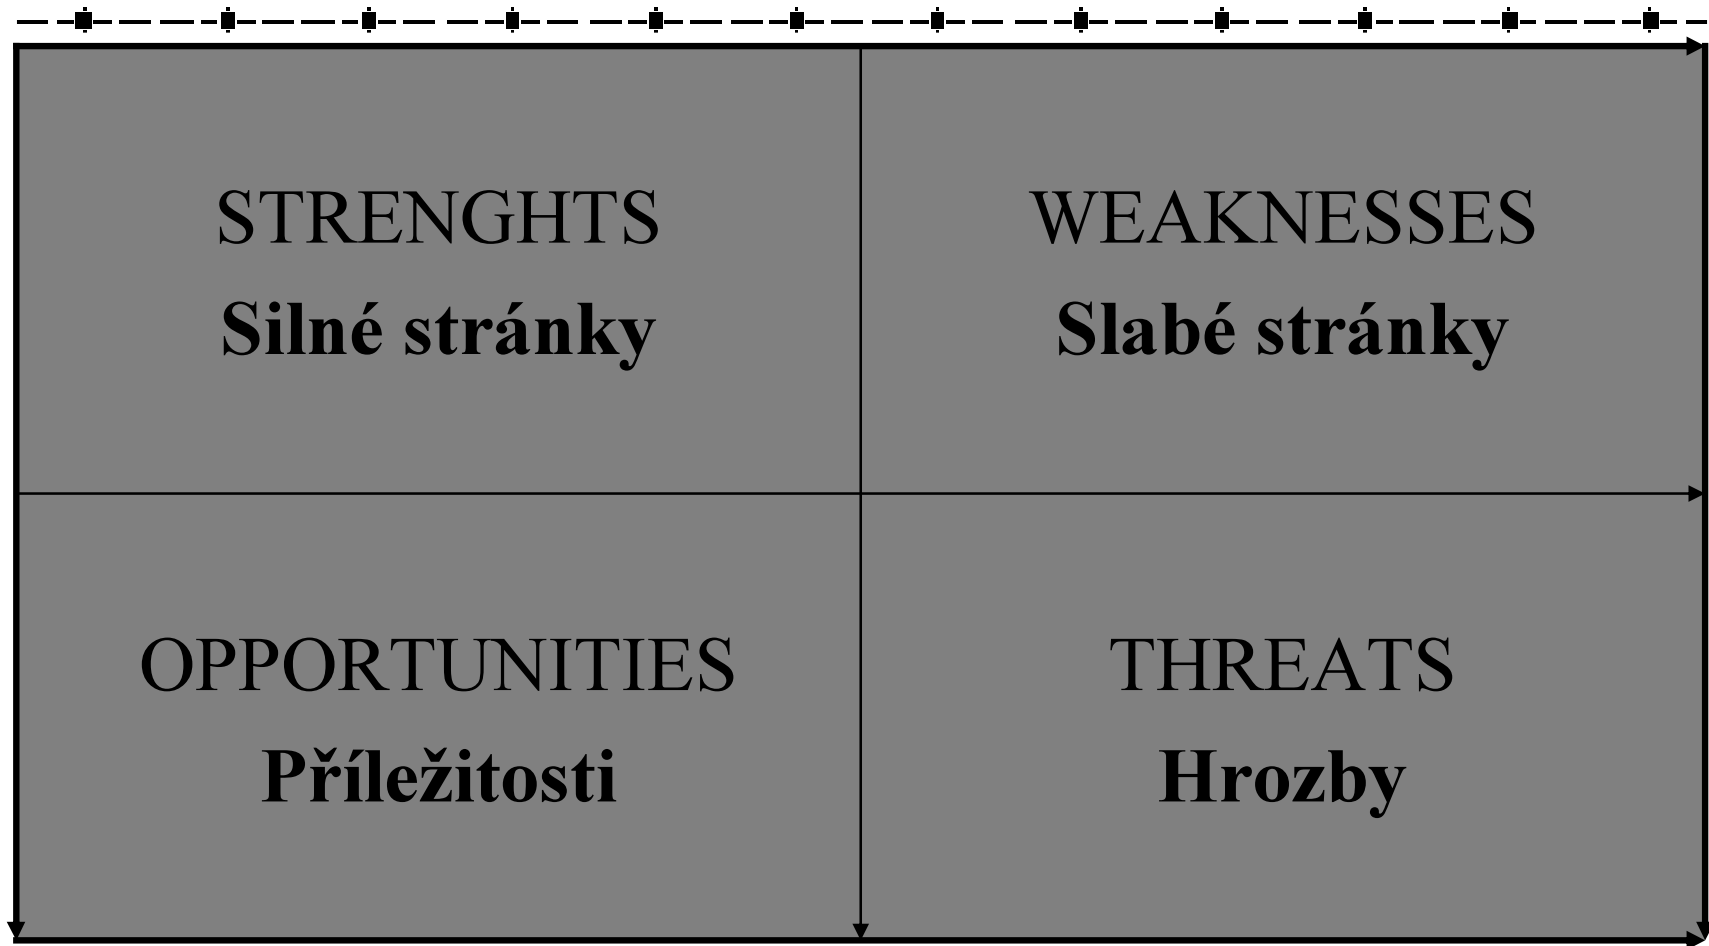 STRENGHTS
Silné stránky
WEAKNESSES
Slabé stránky
OPPORTUNITIES
Příležitosti
THREATS
Hrozby